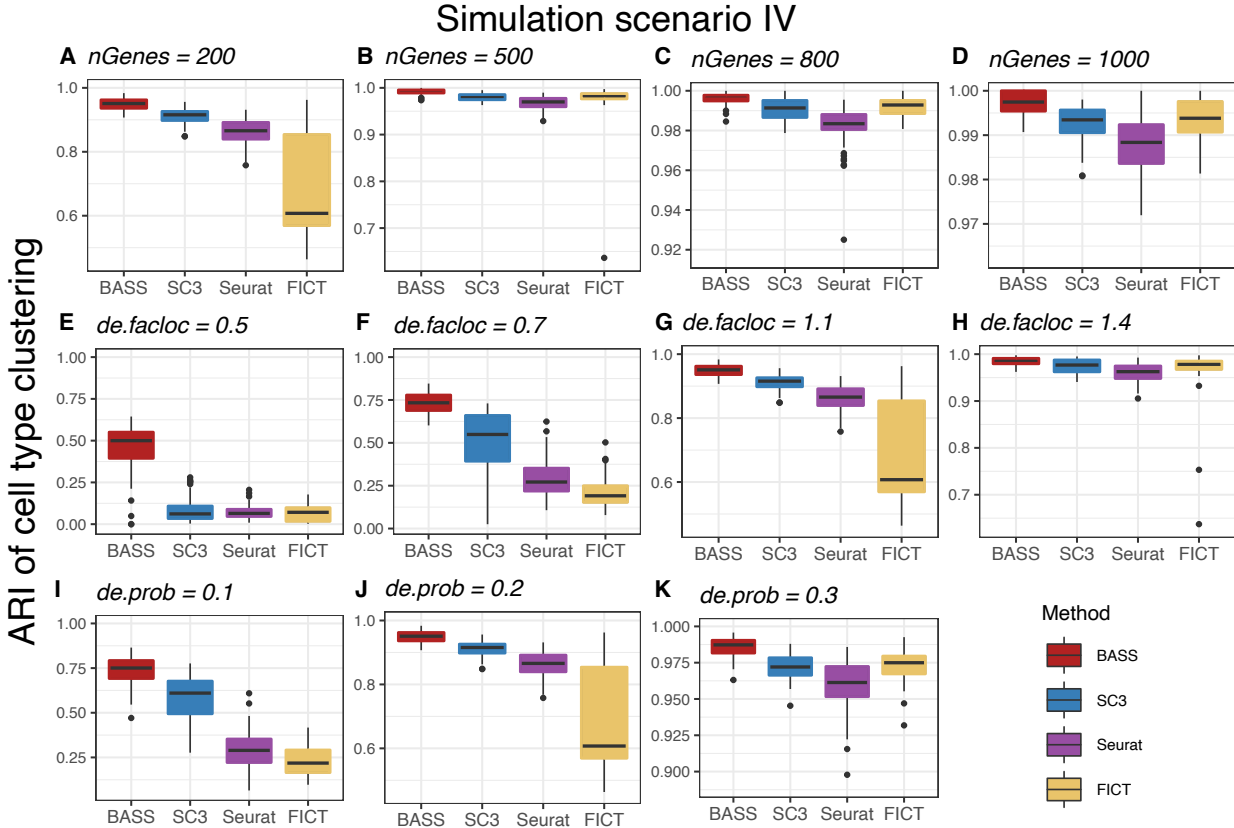 Simulation scenario IV
ARI of cell type clustering
A nGenes = 200
1.0
0.8
0.6
BASS SC3 Seurat FICT
B nGenes = 500
1.0
0.9
0.8
0.7
BASS SC3 Seurat FICT
C nGenes = 800
1.00
0.98
0.96
0.94
0.92
BASS SC3 Seurat FICT
D nGenes = 1000
1.00
0.99
0.98
0.97
BASS SC3 Seurat FICT
E de.facloc = 0.5
1.00
0.75
0.50
0.25
0.00
BASS SC3 Seurat FICT
F de.facloc = 0.7
1.00
0.75
0.50
0.25
0.00
BASS SC3 Seurat FICT
G de.facloc = 1.1
1.0
0.8
0.6
BASS SC3 Seurat FICT
H de.facloc = 1.4
1.0
0.9
0.8
0.7
BASS SC3 Seurat FICT
I de.prob = 0.1
1.00
0.75
0.50
0.25
BASS SC3 Seurat FICT
J de.prob = 0.2
1.0
0.8
0.6
BASS SC3 Seurat FICT
K de.prob = 0.3
1.000
0.975
0.950
0.925
0.900
BASS SC3 Seurat FICT
Method
BASS
SC3
Seurat
FICT